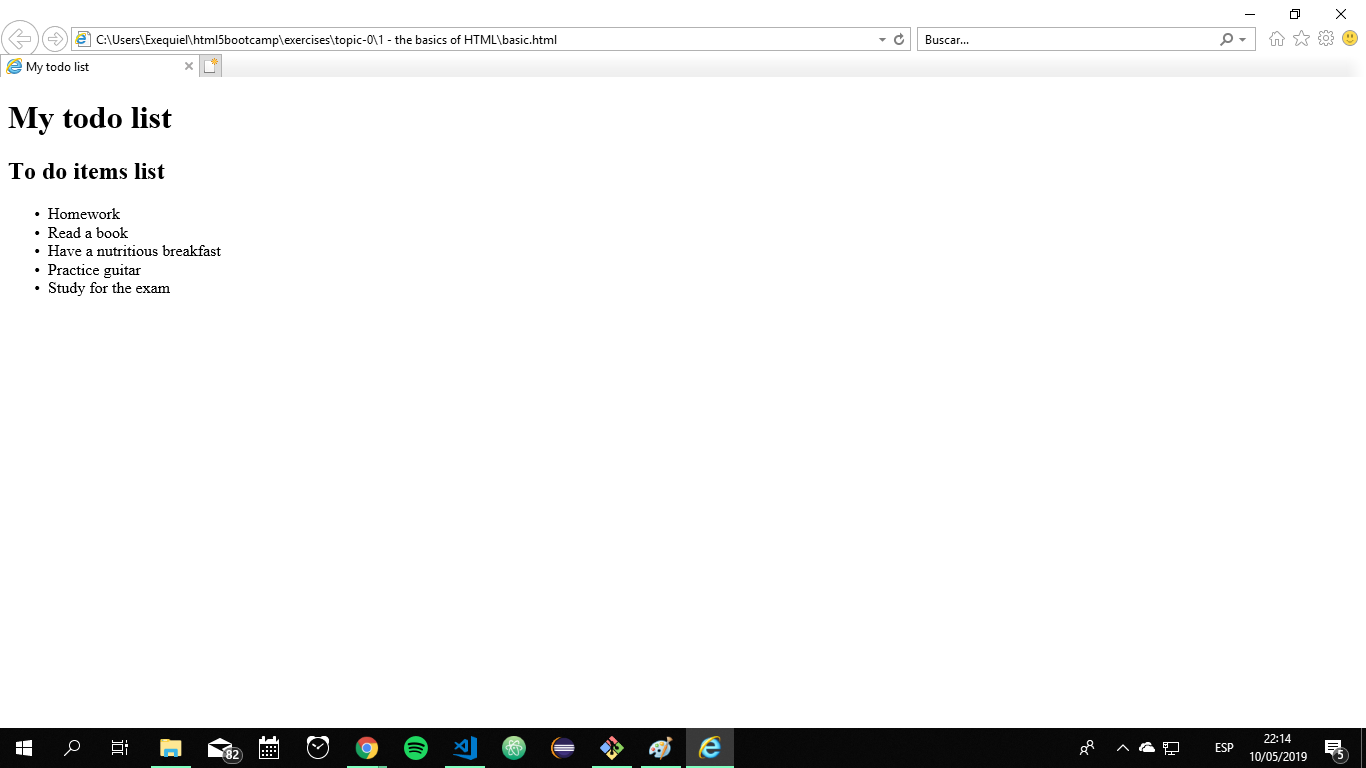 C:\Users\Exequiel\html5bootcamp\exercises\topic-0\1 - the basics of HTML\basic.html
Buscar...
My todo list
My todo list
To do items list
• Homework
• Read a book
• Have a nutritious breakfast
• Practice guitar
• Study for the exam
82
ESP
22:14
10/05/2019
5